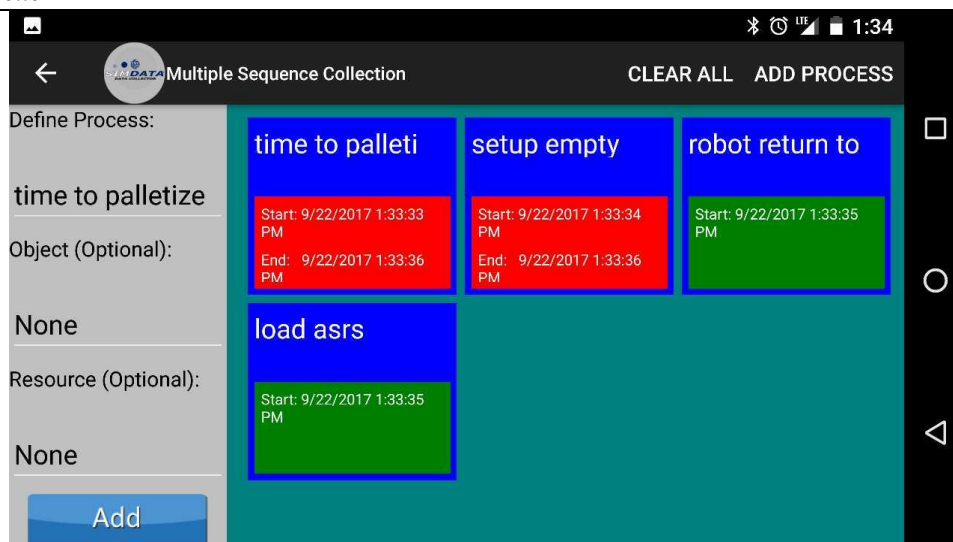 LTE 1:34
SIMDATA
DATA COLLECTOR
Multiple Sequence Collection CLEAR ALL ADD PROCESS
Define Process:
time to palletize
Object (Optional):
None
Resource (Optional):
None
Add
time to palleti
Start: 9/22/2017 1:33:33
PM
End: 9/22/2017 1:33:36
PM
setup empty
Start: 9/22/2017 1:33:34
PM
End: 9/22/2017 1:33:36
PM
robot return to
Start: 9/22/2017 1:33:35
PM
load asrs
Start: 9/22/2017 1:33:35
PM